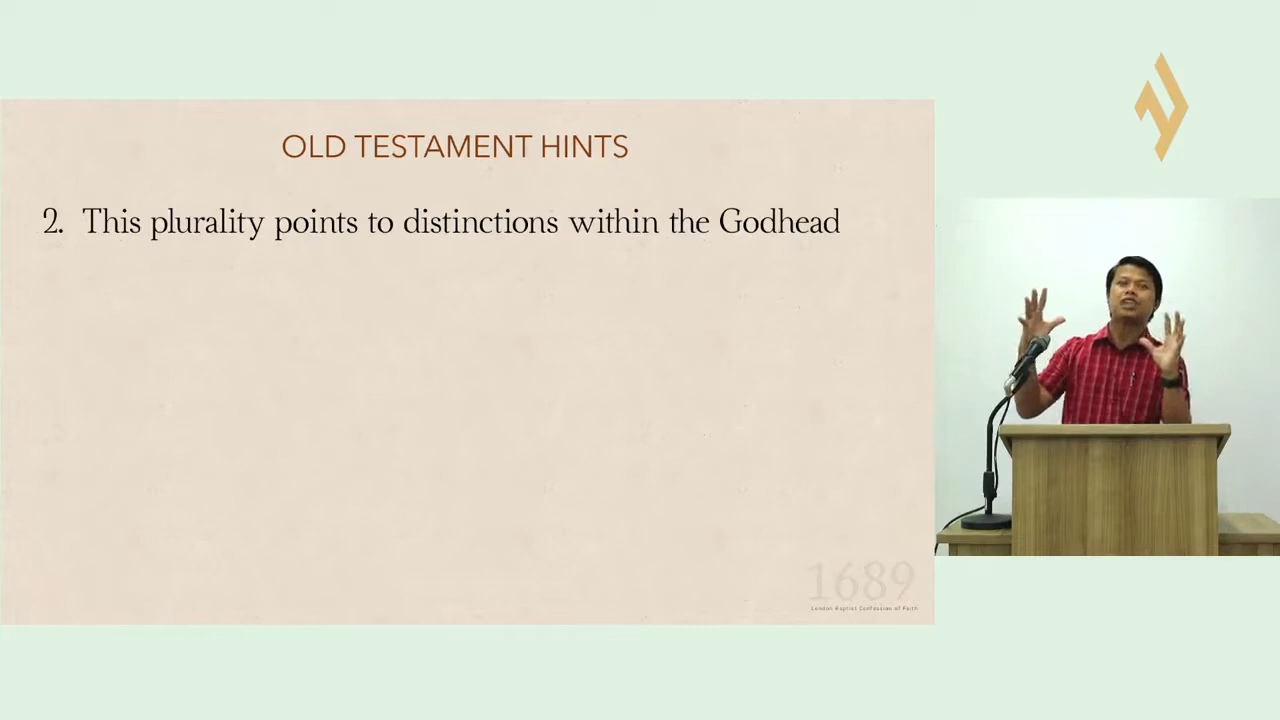 OLD TESTAMENT HINTS
2. This plurality points to distinctions within the Godhead
1689
London Baptist Confession of Faith